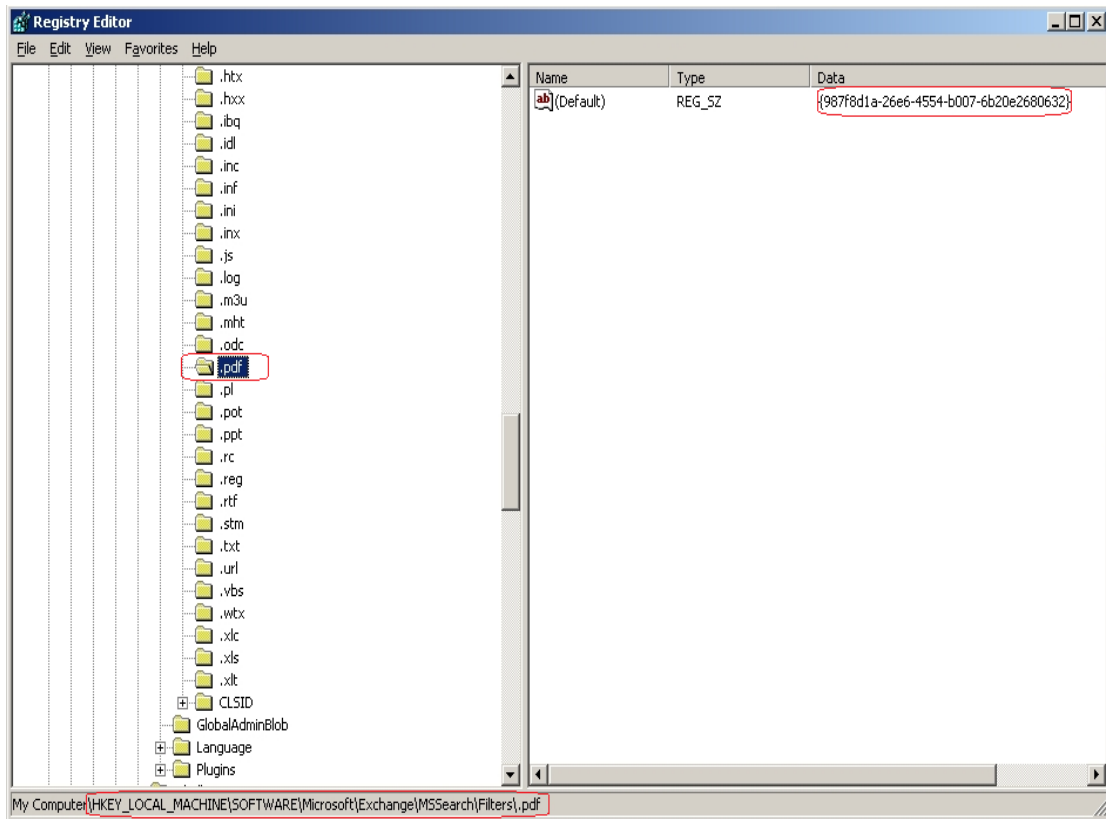 Registry Editor
File Edit View Favorites Help
.htx
.hxx
.ibq
.idl
.inc
.inf
.ini
.inx
.js
.log
.m3u
.mht
.odc
.pdf
.pl
.pot
.ppt
.rc
.reg
.rtf
.stm
.txt
.url
.vbs
.wtx
.xlc
.xls
.xlt
CLSID
GlobalAdminBlob
Language
Plugins
Name Type Data
ab (Default) REG_SZ {987f8d1a-26e6-4554-b007-6b20e2680632}
My Computer\HKEY_LOCAL_MACHINE\SOFTWARE\Microsoft\Exchange\MSSearch\Filters\.pdf